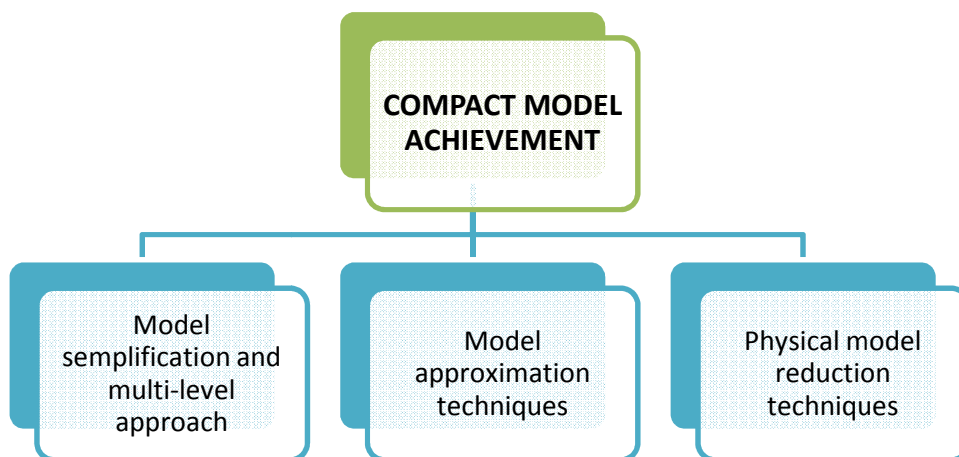 COMPACT MODEL
ACHIEVEMENT
Model
semplification and
multi-level
approach
Model
approximation
techniques
Physical model
reduction
techniques